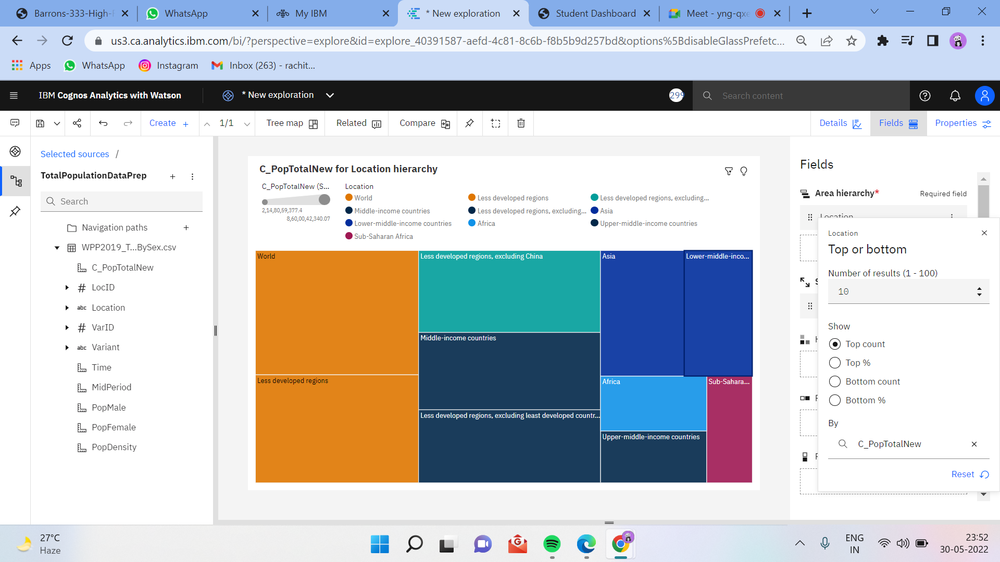 Barrons-333-High-
WhatsApp
My IBM
* New exploration
Student Dashboard
Meet - yng-qxe
us3.ca.analytics.ibm.com/bi/?perspective=explore&id=explore_40391587-aefd-4c81-8c6b-f8b5b9d257bd&options%5BdisableGlassPrefetc...
Apps
WhatsApp
Instagram
Inbox (263) - rachit...
IBM Cognos Analytics with Watson
* New exploration
299
Search content
Create +
1/1
Tree map
Related
Compare
Details
Fields
Properties
Selected sources /
TotalPopulationDataPrep
Search
Navigation paths
WPP2019_T...BySex.csv
C_PopTotalNew
# LocID
abc Location
# VarID
abc Variant
Time
MidPeriod
PopMale
PopFemale
PopDensity
C_PopTotalNew for Location hierarchy
C_PopTotalNew (S...
2,14,80,59,377.4
8,60,00,42,340.07
Location
World
Less developed regions
Less developed regions, excluding...
Middle-income countries
Less developed regions, excluding...
Asia
Lower-middle-income countries
Africa
Upper-middle-income countries
Sub-Saharan Africa
World
Less developed regions, excluding China
Asia
Lower-middle-inco...
Middle-income countries
Less developed regions
Africa
Sub-Sahara...
Less developed regions, excluding least developed countr...
Upper-middle-income countries
Fields
Area hierarchy*
Required field
Location
Location
Top or bottom
Number of results (1 - 100)
10
Show
Top count
Top %
Bottom count
Bottom %
By
C_PopTotalNew
Reset
27°C
Haze
ENG
IN
23:52
30-05-2022